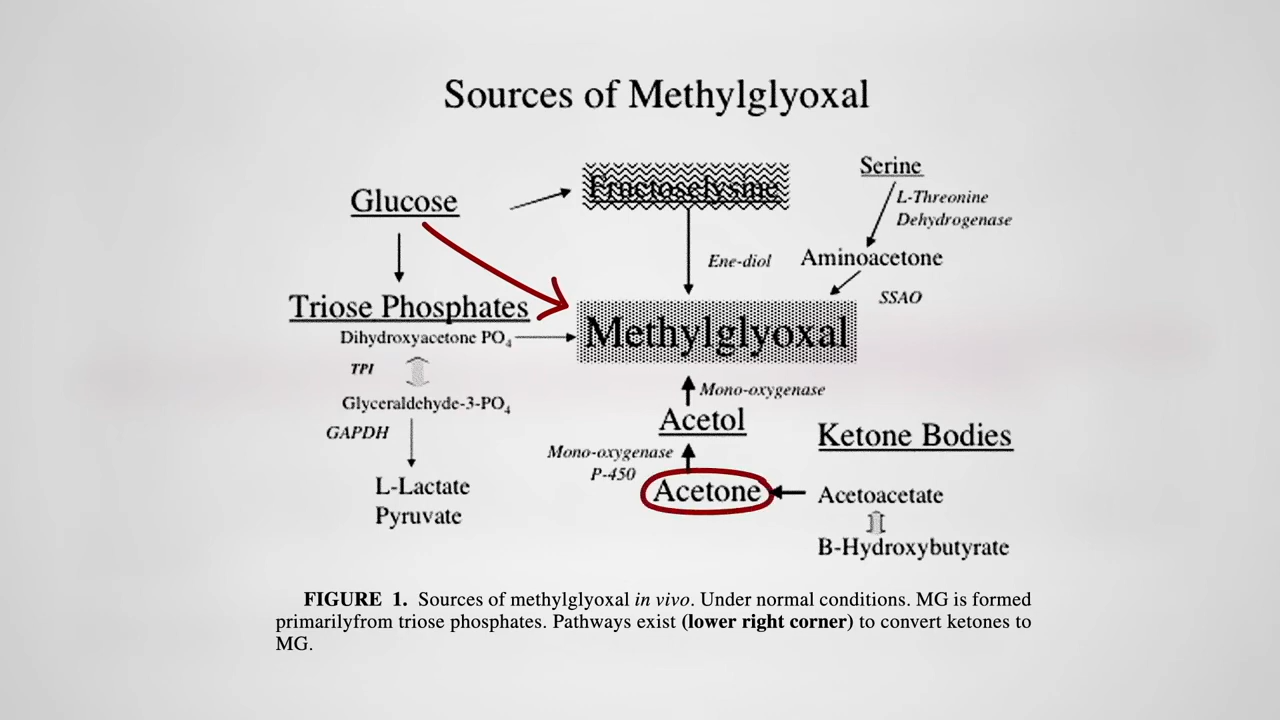 Sources of Methylglyoxal
Glucose
Fructoselysine
Serine
L-Threonine
Dehydrogenase
Ene-diol
Aminoacetone
SSAO
Triose Phosphates
Dihydroxyacetone PO₄
Methylglyoxal
TPI
Glyceraldehyde-3-PO₄
GAPDH
L-Lactate
Pyruvate
Mono-oxygenase
Acetol
Mono-oxygenase
P-450
Acetone
Ketone Bodies
Acetoacetate
B-Hydroxybutyrate
FIGURE 1. Sources of methylglyoxal in vivo. Under normal conditions. MG is formed
primarilyfrom triose phosphates. Pathways exist (lower right corner) to convert ketones to
MG.